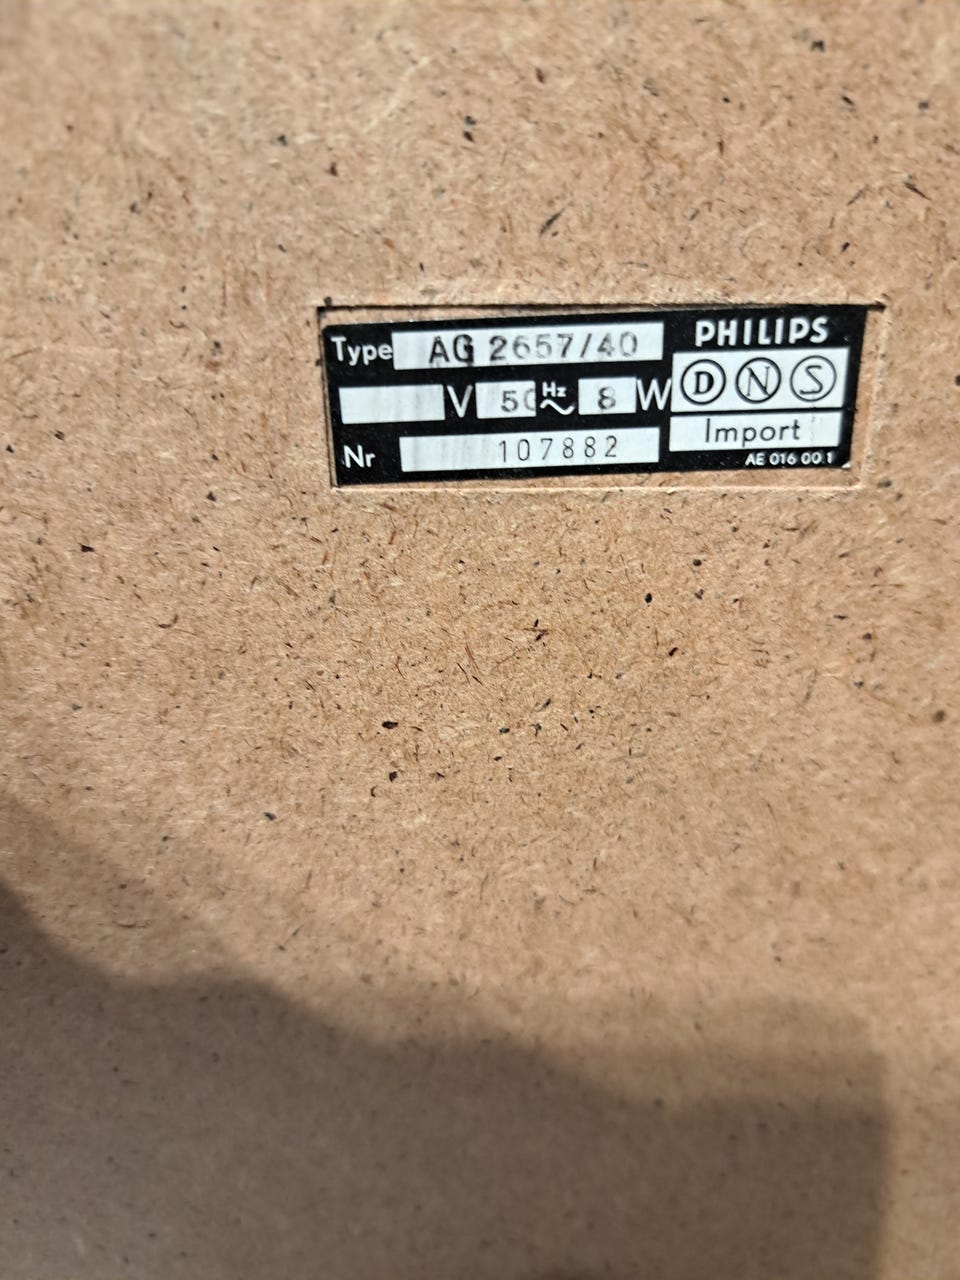 PHILIPS
Type AG 2657/40
D N S
V 50 Hz ~ 8 W
Import
Nr 107882
AE 016 00.1